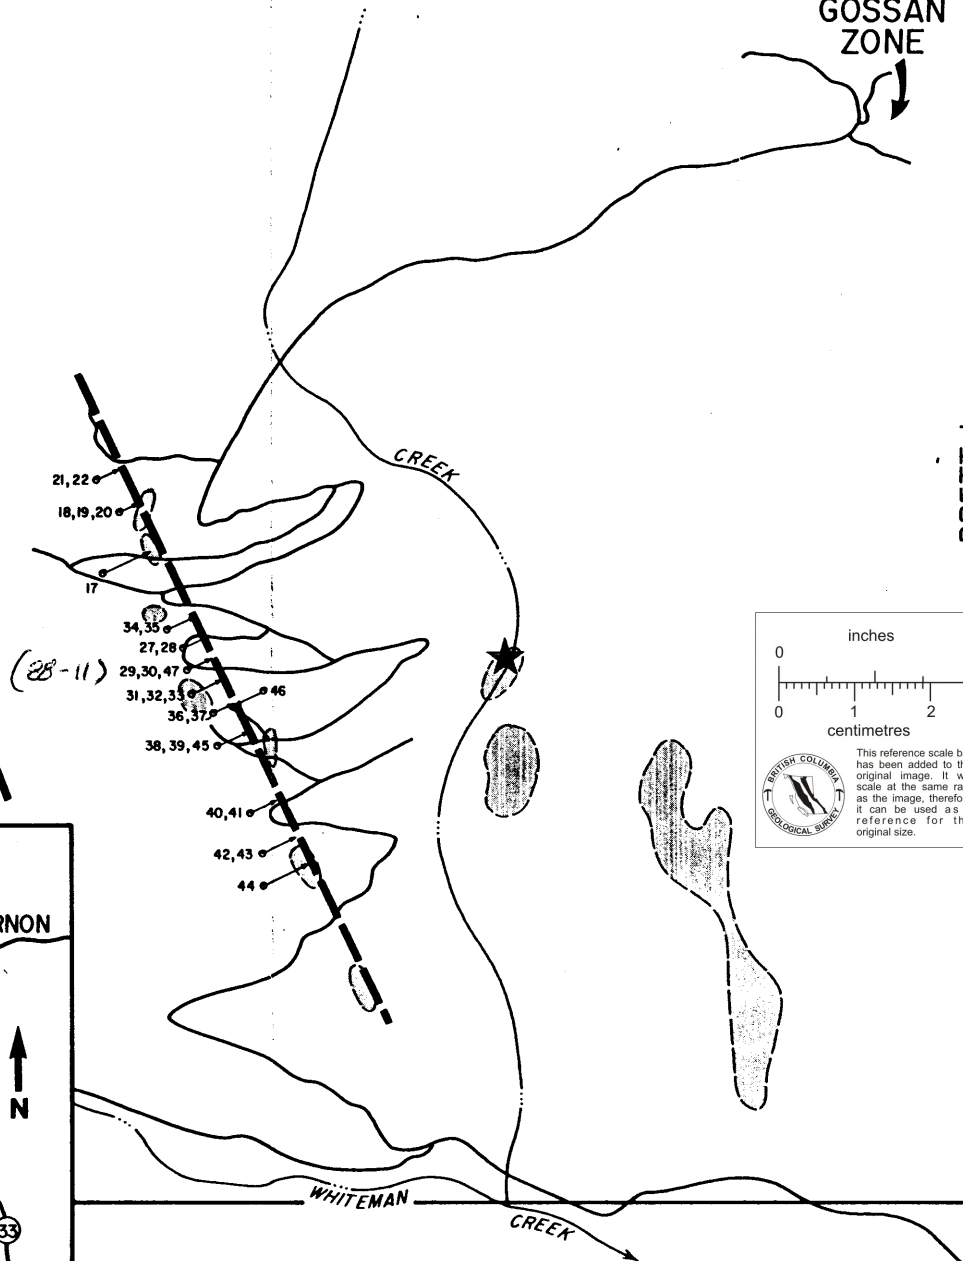 GOSSAN
ZONE
CREEK
21, 22
18, 19, 20
17
34, 35
27, 28
29, 30, 47
(88-11)
31, 32, 33
46
36, 37
38, 39, 45
40, 41
42, 43
44
inches
0
0 1 2
centimetres
BRITISH COLUMBIA
GEOLOGICAL SURVEY
This reference scale b
has been added to th
original image. It w
scale at the same ra
as the image, therefo
it can be used as
reference for th
original size.
RNON
N
33
WHITEMAN
CREEK